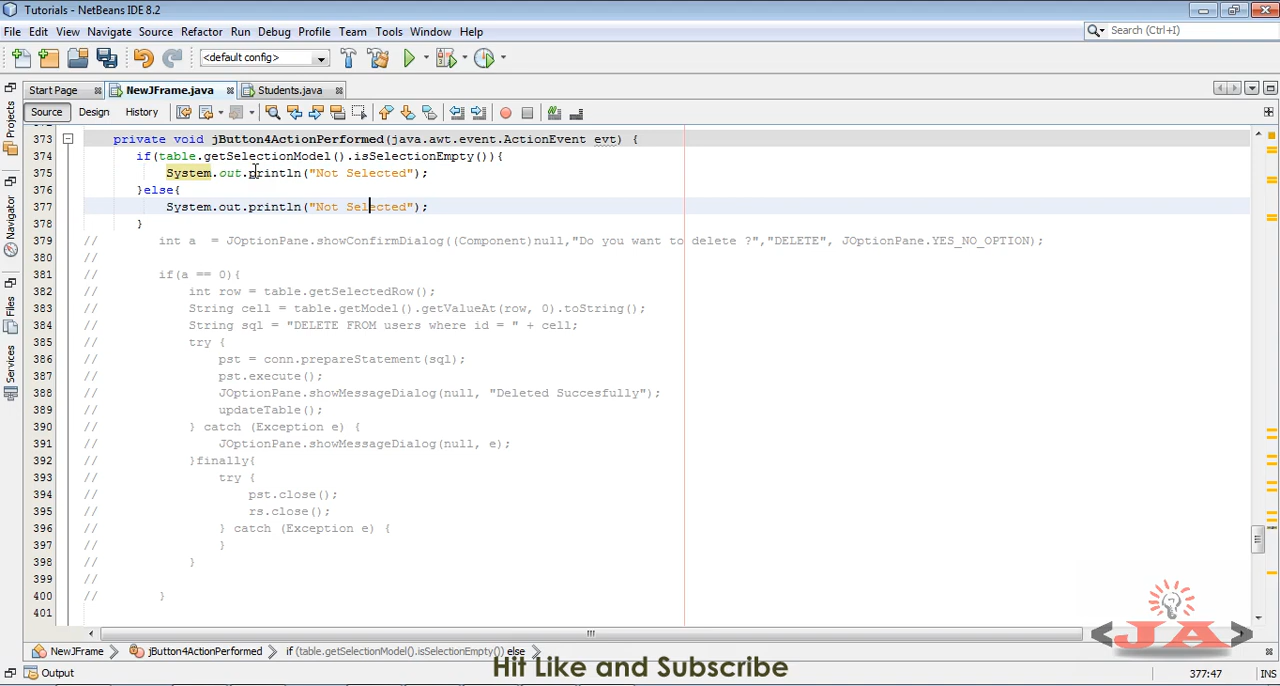 Tutorials - NetBeans IDE 8.2
File Edit View Navigate Source Refactor Run Debug Profile Team Tools Window Help
Search (Ctrl+I)
<default config>
Start Page NewJFrame.java Students.java
Source Design History
Projects
Navigator
Files
Services
373 private void jButton4ActionPerformed(java.awt.event.ActionEvent evt) {
374 if(table.getSelectionModel().isSelectionEmpty()){
375 System.out.println("Not Selected");
376 }else{
377 System.out.println("Not Selected");
378 }
379 // int a  = JOptionPane.showConfirmDialog((Component)null,"Do you want to delete ?","DELETE", JOptionPane.YES_NO_OPTION);
380 //
381 // if(a == 0){
382 // int row = table.getSelectedRow();
383 // String cell = table.getModel().getValueAt(row, 0).toString();
384 // String sql = "DELETE FROM users where id = " + cell;
385 // try {
386 // pst = conn.prepareStatement(sql);
387 // pst.execute();
388 // JOptionPane.showMessageDialog(null, "Deleted Succesfully");
389 // updateTable();
390 // } catch (Exception e) {
391 // JOptionPane.showMessageDialog(null, e);
392 // }finally{
393 // try {
394 // pst.close();
395 // rs.close();
396 // } catch (Exception e) {
397 // }
398 // }
399 //
400 // }
401
<JA>
NewJFrame jButton4ActionPerformed if (table.getSelectionModel().isSelectionEmpty()) else
Hit Like and Subscribe
Output 377:47 INS